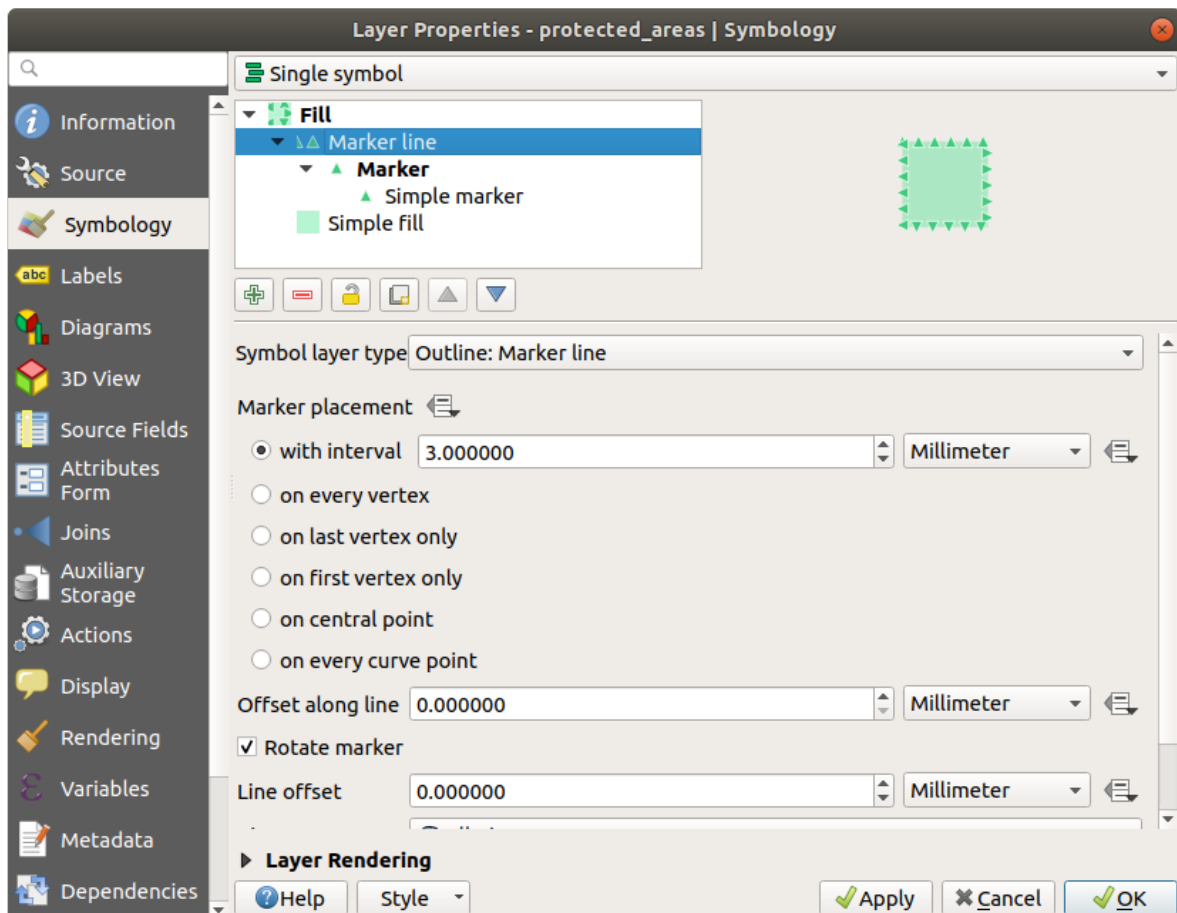 Layer Properties - protected_areas | Symbology
Information
Source
Symbology
Labels
Diagrams
3D View
Source Fields
Attributes
Form
Joins
Auxiliary
Storage
Actions
Display
Rendering
Variables
Metadata
Dependencies
Single symbol
Fill
Marker line
Marker
Simple marker
Simple fill
Symbol layer type Outline: Marker line
Marker placement
with interval 3.000000 Millimeter
on every vertex
on last vertex only
on first vertex only
on central point
on every curve point
Offset along line 0.000000 Millimeter
Rotate marker
Line offset 0.000000 Millimeter
Layer Rendering
Help Style Apply Cancel OK
abc